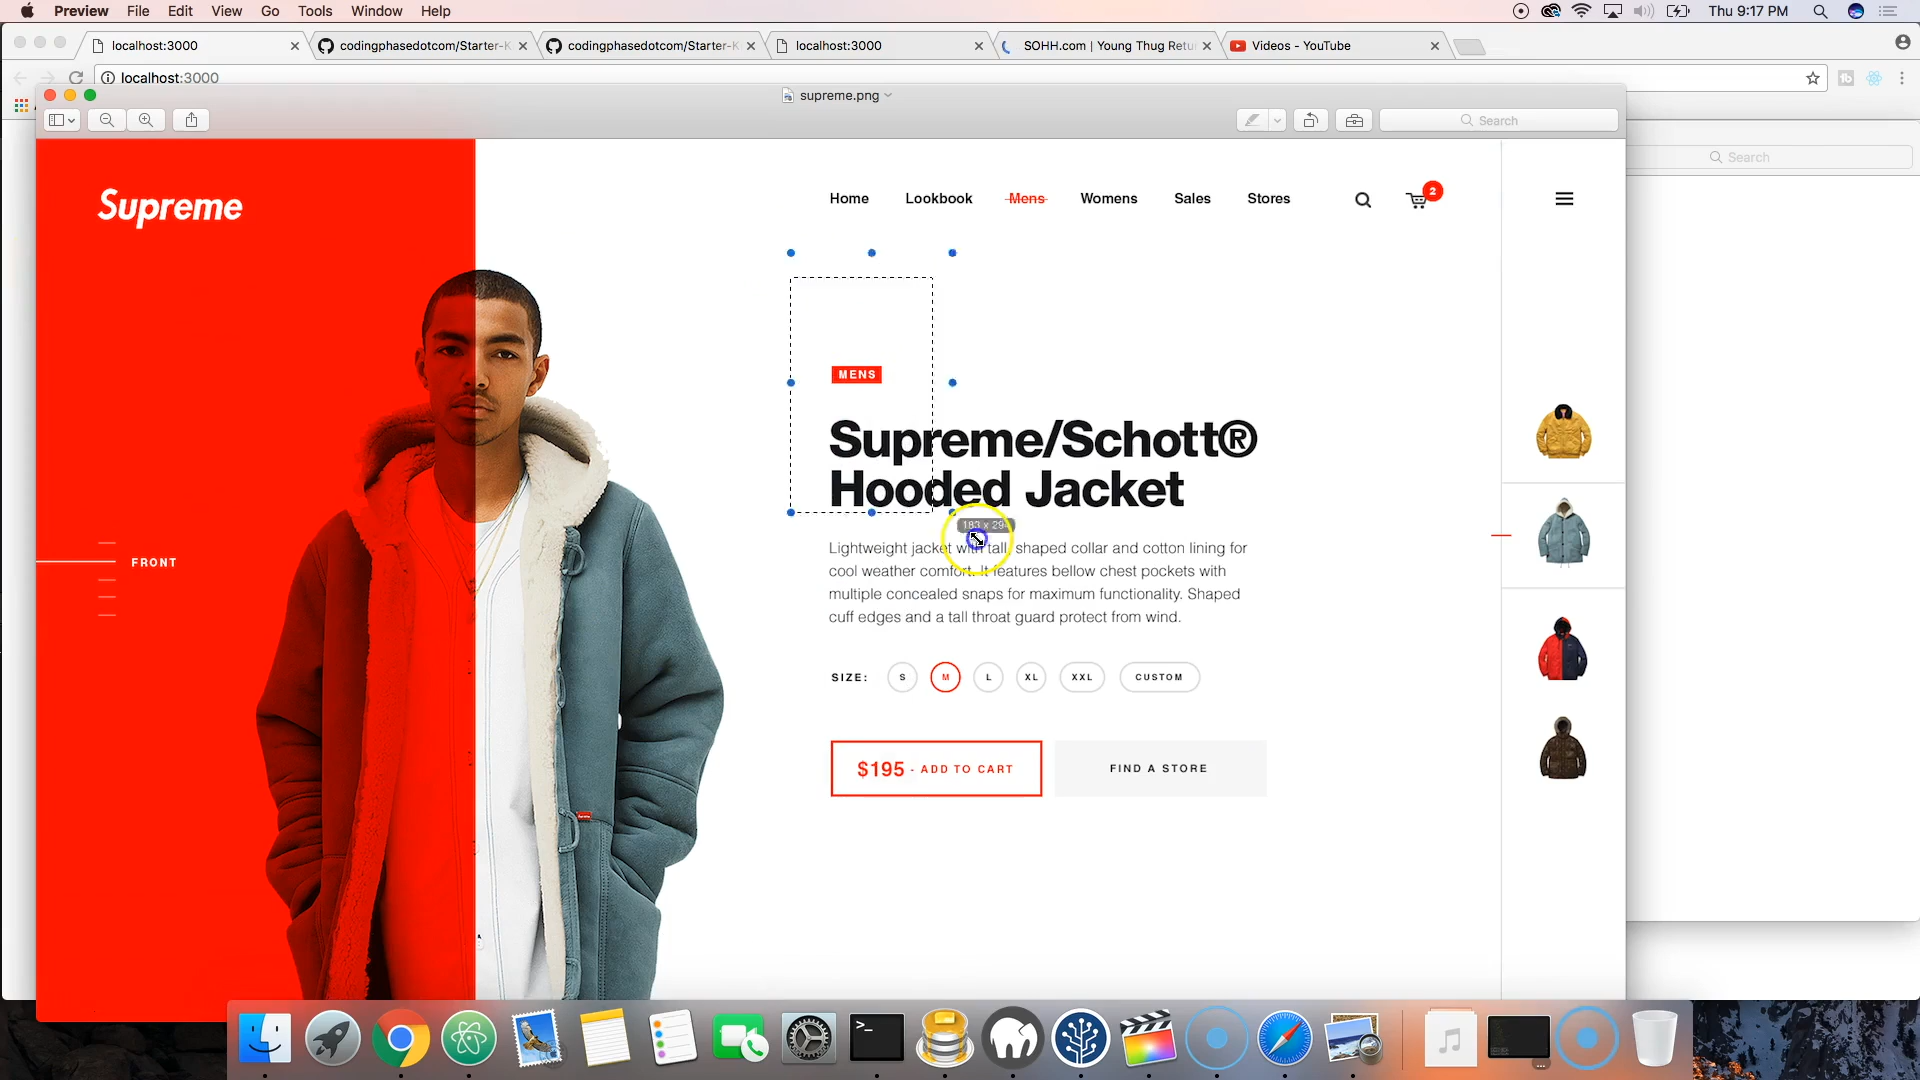 Preview File Edit View Go Tools Window Help
Thu 9:17 PM
localhost:3000
codingphasedotcom/Starter-K
codingphasedotcom/Starter-K
localhost:3000
SOHH.com | Young Thug Retu
Videos - YouTube
localhost:3000
supreme.png
Search
Search
Supreme
Home Lookbook Mens Womens Sales Stores
2
MENS
Supreme/Schott®
Hooded Jacket
183 x 294
Lightweight jacket with tall, shaped collar and cotton lining for
cool weather comfort. It features bellow chest pockets with
multiple concealed snaps for maximum functionality. Shaped
cuff edges and a tall throat guard protect from wind.
FRONT
SIZE: S M L XL XXL CUSTOM
$195 - ADD TO CART
FIND A STORE